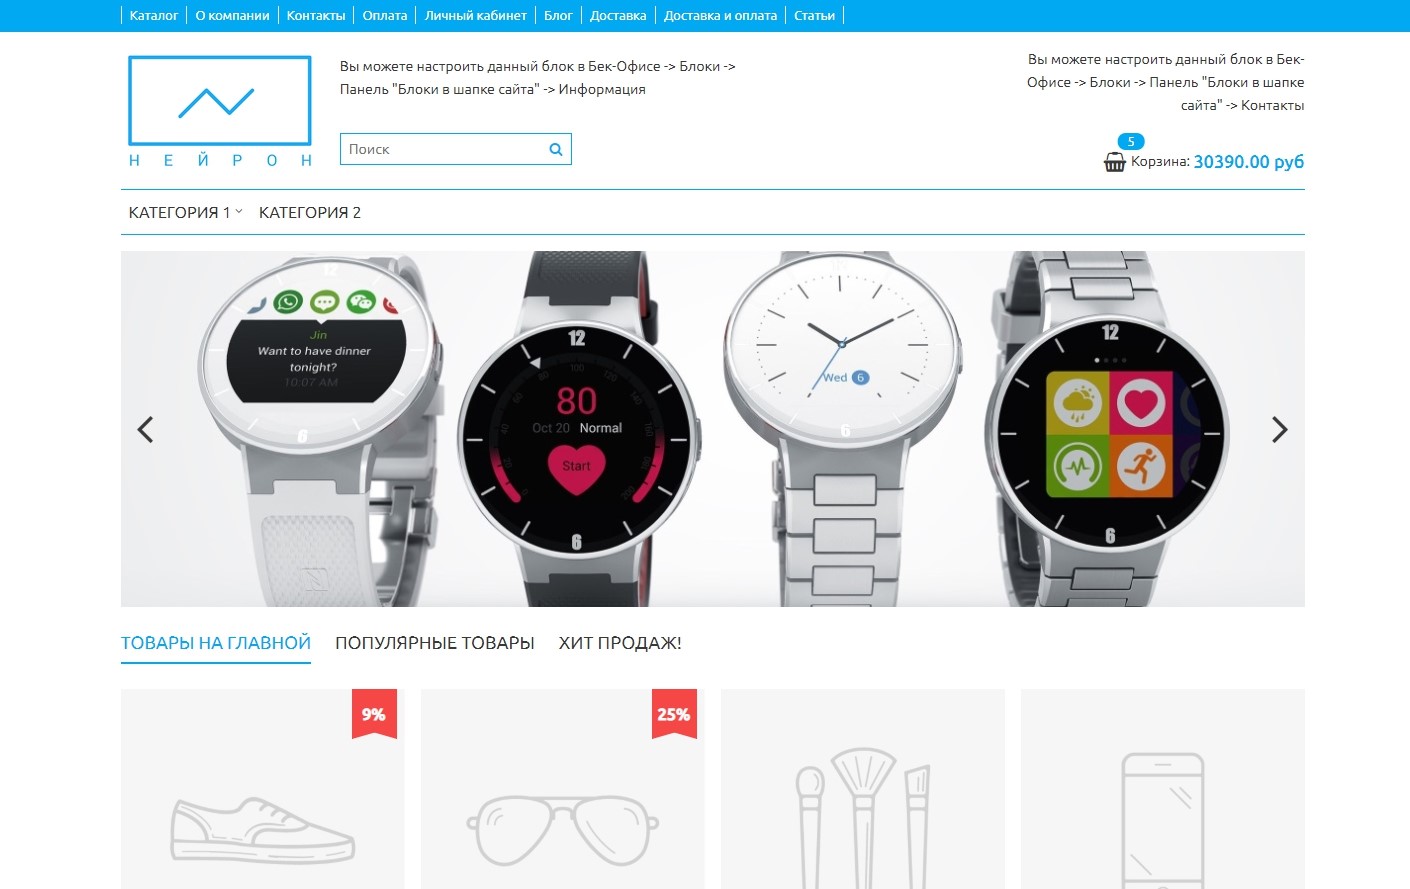 Каталог О компании Контакты Оплата Личный кабинет Блог Доставка Доставка и оплата Статьи
НЕЙРОН
Вы можете настроить данный блок в Бек-Офисе -> Блоки ->
Панель "Блоки в шапке сайта" -> Информация
Поиск
Вы можете настроить данный блок в Бек-
Офисе -> Блоки -> Панель "Блоки в шапке
сайта" -> Контакты
5
Корзина: 30390.00 руб
КАТЕГОРИЯ 1 КАТЕГОРИЯ 2
12
Jin
Want to have dinner
tonight?
10:07 AM
6
12
80
Oct 20 Normal
Start
6
Wed 6
6
12
6
ТОВАРЫ НА ГЛАВНОЙ ПОПУЛЯРНЫЕ ТОВАРЫ ХИТ ПРОДАЖ!
9%
25%